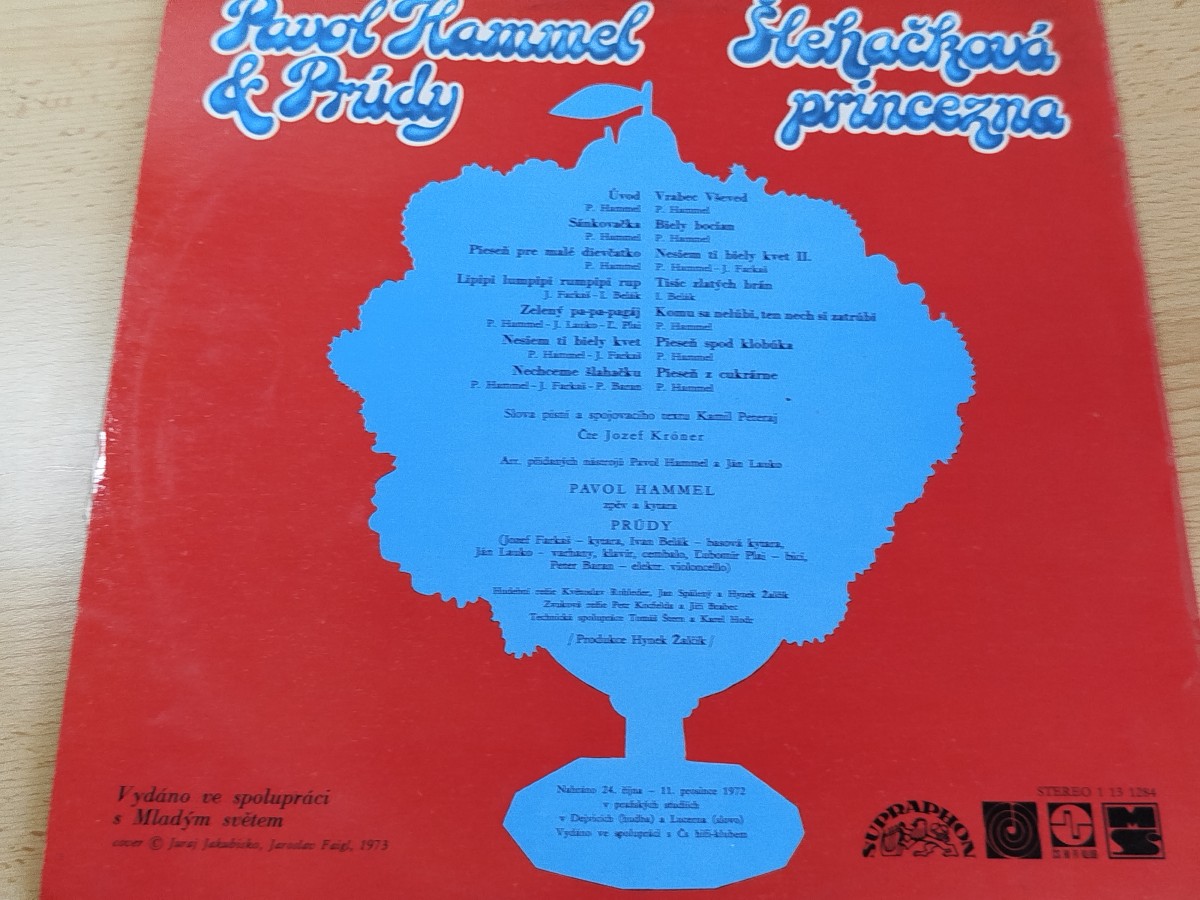 Pavol Hammel
& Prúdy
Šlehačková
princezna
Úvod
P. Hammel
Sánkovačka
P. Hammel
Pieseň pre malé dievčatko
P. Hammel
Lipipi lumpipi rumpipi rup
J. Farkaš - I. Belák
Zelený pa-pa-pagáj
P. Hammel - J. Lauko - Ľ. Plai
Nesiem ti biely kvet
P. Hammel - J. Farkaš
Nechceme šlahačku
P. Hammel - J. Farkaš - P. Baran
Vrabec Vševed
P. Hammel
Biely bocian
P. Hammel
Nesiem ti biely kvet II.
P. Hammel - J. Farkaš
Tisíc zlatých brán
I. Belák
Komu sa nelúbi, ten nech si zatrúbi
P. Hammel
Pieseň spod klobúka
P. Hammel
Pieseň z cukrárne
P. Hammel
Slova písní a spojovacího textu Kamil Peteraj
Čte Jozef Króner
Arr. přidaných nástrojů Pavol Hammel a Ján Lauko
PAVOL HAMMEL
zpěv a kytara
PRÚDY
(Jozef Farkaš – kytara, Ivan Belák – basová kytara,
Ján Lauko – varhany, klavír, cembalo, Ľubomír Plai – bicí,
Peter Baran – elektr. violoncello)
Hudební režie Květoslav Rohleder, Jan Spálený a Hynek Žalčík
Zvuková režie Petr Kocfelda a Jiří Brabec
Technická spolupráce Tomáš Štern a Karel Hodr
/ Produkce Hynek Žalčík /
Nahráno 24. října – 11. prosince 1972
v pražských studiích
v Dejvicích (hudba) a Lucerna (slovo)
Vydáno ve spolupráci s Čs hifi-klubem
Vydáno ve spolupráci
s Mladým světem
cover © Juraj Jakubisko, Jaroslav Faigl, 1973
STEREO 1 13 1284
SUPRAPHON
MS